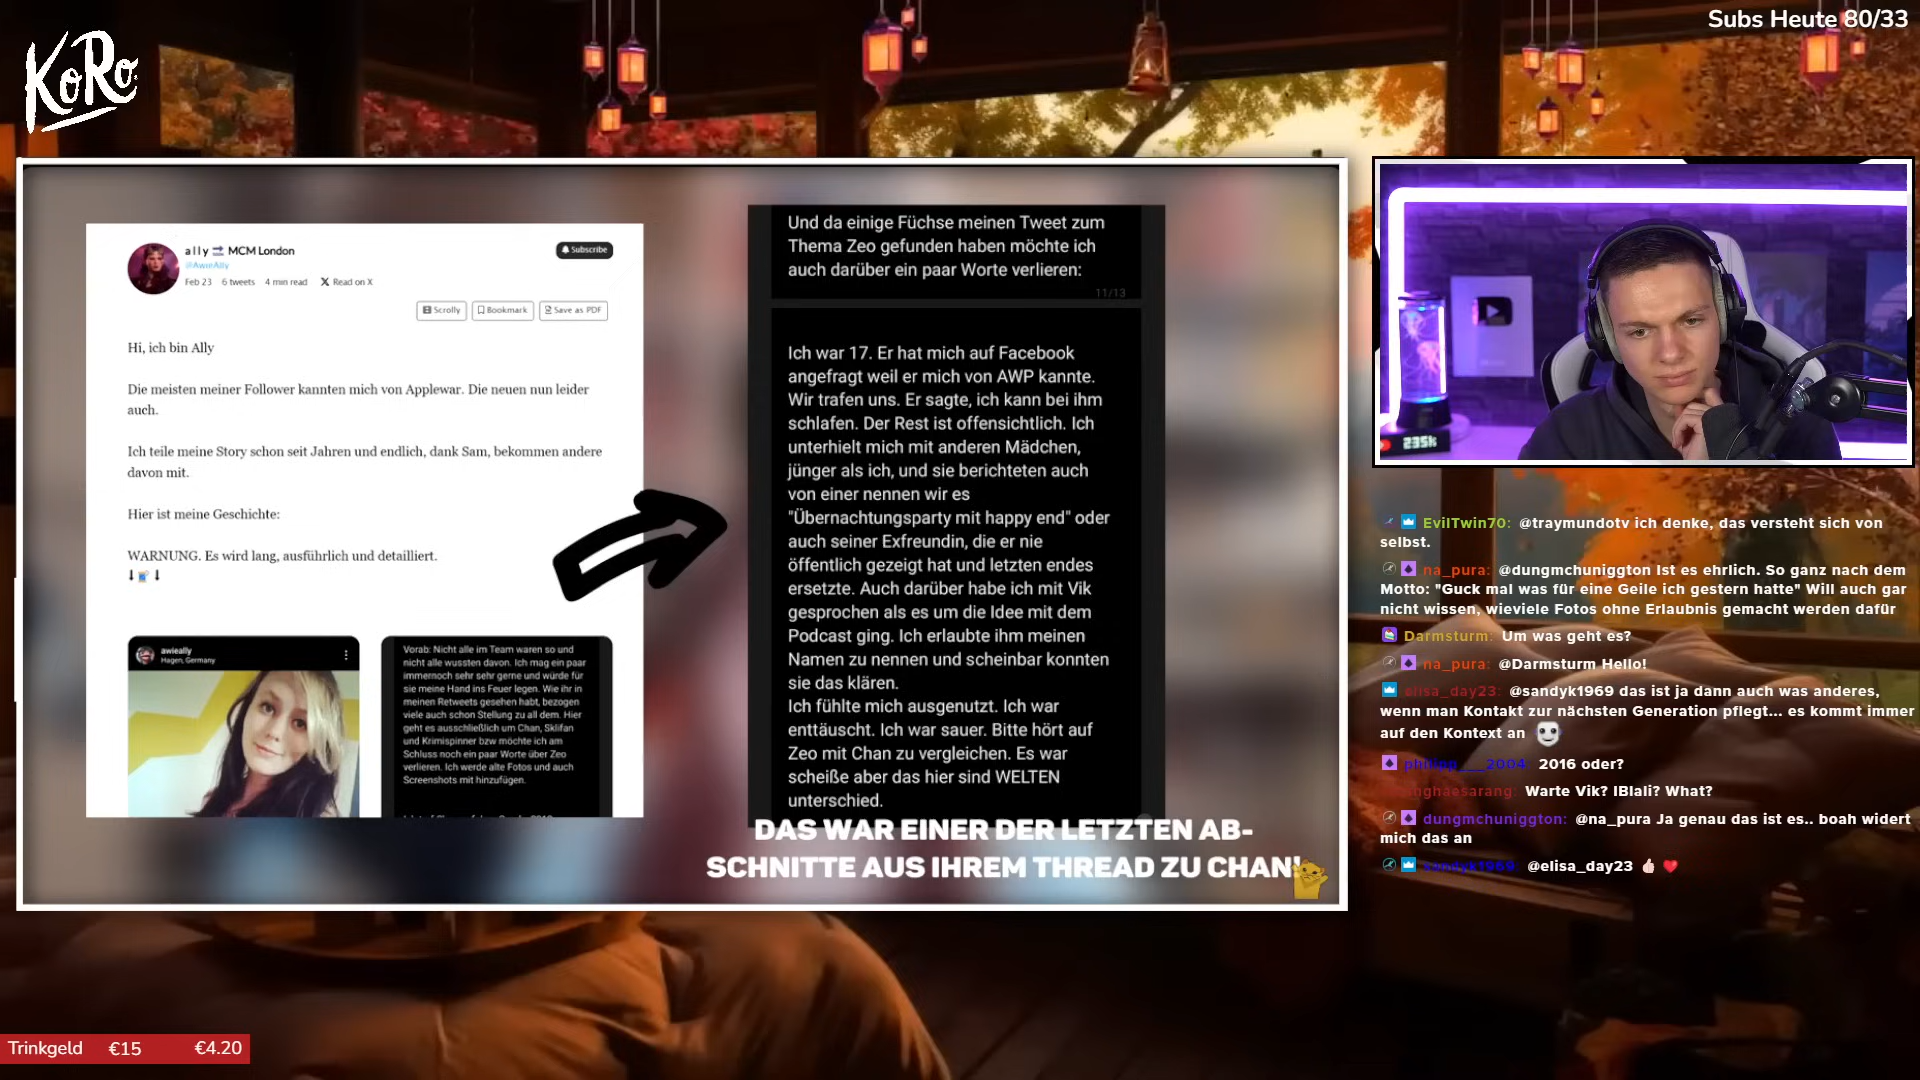 KoRo
Subs Heute 80/33
ally MCM London
@AwieAlly
Feb 23 6 tweets 4 min read X Read on X
Subscribe
Scrolly Bookmark Save as PDF
Hi, ich bin Ally
Die meisten meiner Follower kannten mich von Applewar. Die neuen nun leider
auch.
Ich teile meine Story schon seit Jahren und endlich, dank Sam, bekommen andere
davon mit.
Hier ist meine Geschichte:
WARNUNG. Es wird lang, ausführlich und detailliert.
awieally
Hagen, Germany
Vorab: Nicht alle im Team waren so und
nicht alle wussten davon. Ich mag ein paar
immernoch sehr sehr gerne und würde für
sie meine Hand ins Feuer legen. Wie ihr in
meinen Retweets gesehen habt, bezogen
viele auch schon Stellung zu all dem. Hier
geht es ausschließlich um Chan, Sklifan
und Krimispinner bzw möchte ich am
Schluss noch ein paar Worte über Zeo
verlieren. Ich werde alte Fotos und auch
Screenshots mit hinzufügen.
Und da einige Füchse meinen Tweet zum
Thema Zeo gefunden haben möchte ich
auch darüber ein paar Worte verlieren:
11/13
Ich war 17. Er hat mich auf Facebook
angefragt weil er mich von AWP kannte.
Wir trafen uns. Er sagte, ich kann bei ihm
schlafen. Der Rest ist offensichtlich. Ich
unterhielt mich mit anderen Mädchen,
jünger als ich, und sie berichteten auch
von einer nennen wir es
"Übernachtungsparty mit happy end" oder
auch seiner Exfreundin, die er nie
öffentlich gezeigt hat und letzten endes
ersetzte. Auch darüber habe ich mit Vik
gesprochen als es um die Idee mit dem
Podcast ging. Ich erlaubte ihm meinen
Namen zu nennen und scheinbar konnten
sie das klären.
Ich fühlte mich ausgenutzt. Ich war
enttäuscht. Ich war sauer. Bitte hört auf
Zeo mit Chan zu vergleichen. Es war
scheiße aber das hier sind WELTEN
unterschied.
DAS WAR EINER DER LETZTEN AB-
SCHNITTE AUS IHREM THREAD ZU CHAN!
235k
EvilTwin70: @traymundotv ich denke, das versteht sich von
selbst.
na_pura: @dungmchuniggton Ist es ehrlich. So ganz nach dem
Motto: "Guck mal was für eine Geile ich gestern hatte" Will auch gar
nicht wissen, wieviele Fotos ohne Erlaubnis gemacht werden dafür
Darmsturm: Um was geht es?
na_pura: @Darmsturm Hello!
elisa_day23: @sandyk1969 das ist ja dann auch was anderes,
wenn man Kontakt zur nächsten Generation pflegt... es kommt immer
auf den Kontext an
philipp___2004: 2016 oder?
Warte Vik? IBlali? What?
dungmchuniggton: @na_pura Ja genau das ist es.. boah widert
mich das an
sandyk1969: @elisa_day23 👍🏻 ❤️
Trinkgeld €15 €4.20